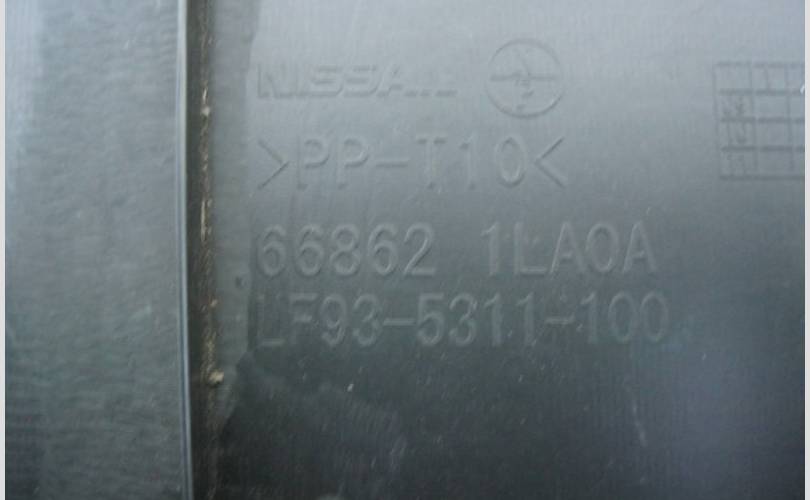 NISSAN
>PP-T10<
66862 1LA0A
LF93-5311-100